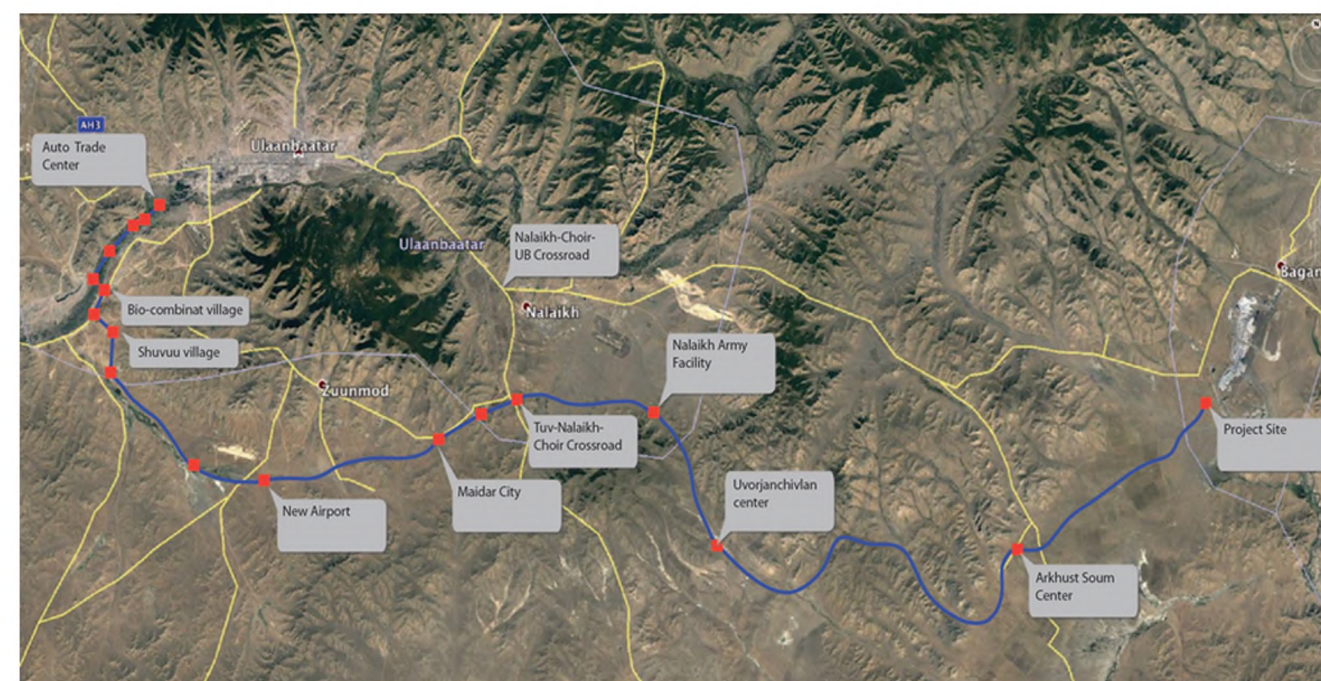 AH3
Auto Trade
Center
Ulaanbaatar
Ulaanbaatar
Nalaikh-Choir-
UB Crossroad
Bagan
Bio-combinat village
Nalaikh
Shuvuu village
Nalaikh Army
Facility
Zuunmod
Tuv-Nalaikh-
Choir Crossroad
Project Site
Maidar City
Uvorjanchivlan
center
New Airport
Arkhust Soum
Center